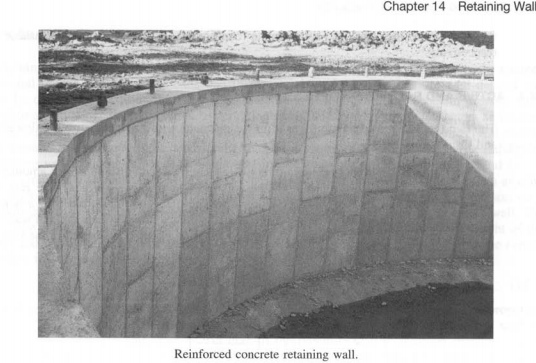 Chapter 14 Retaining Wall
Reinforced concrete retaining wall.